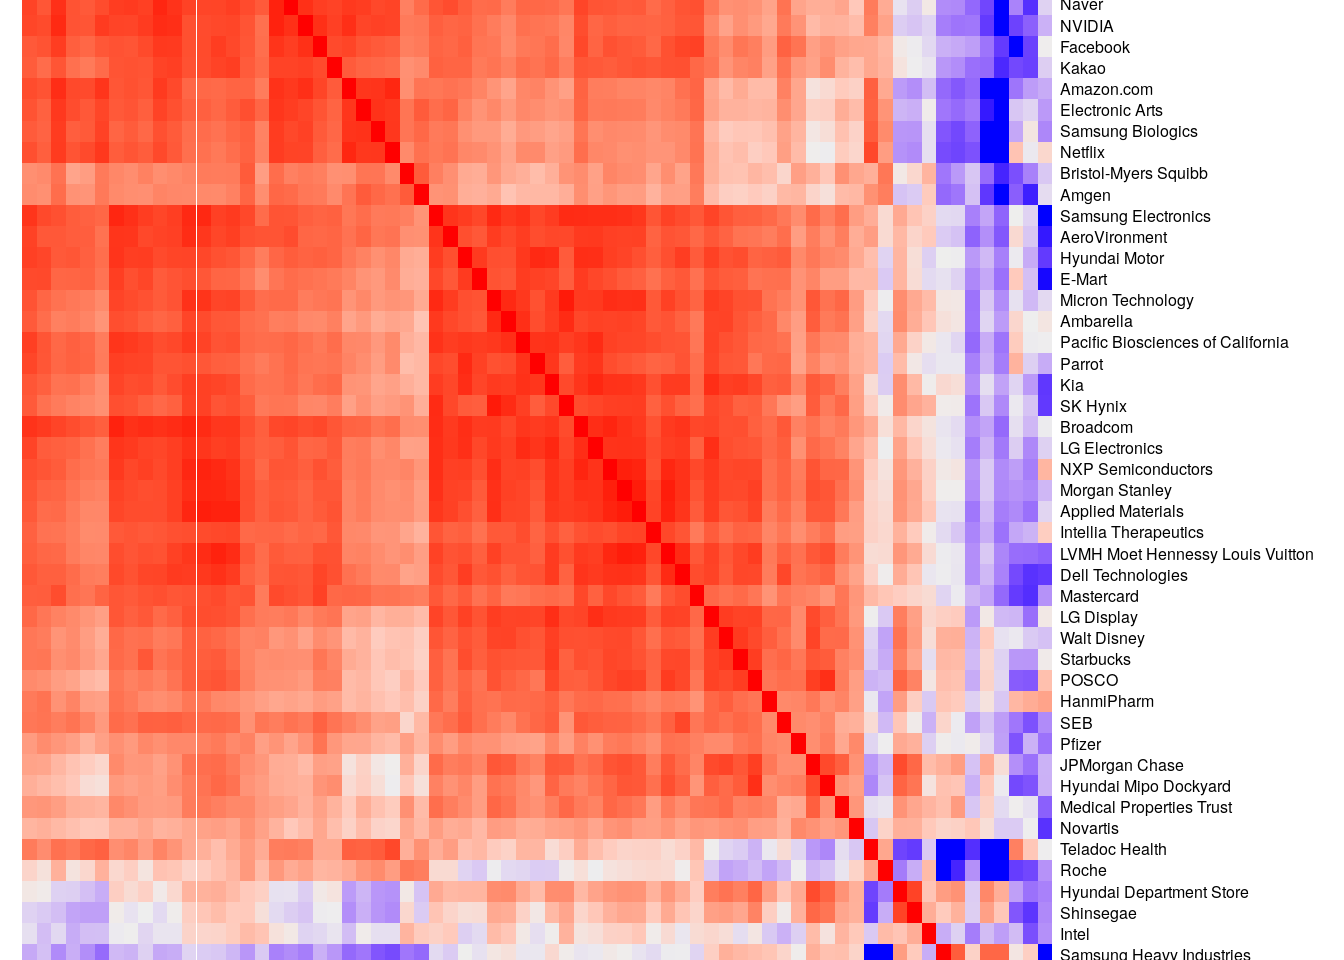 Naver
NVIDIA
Facebook
Kakao
Amazon.com
Electronic Arts
Samsung Biologics
Netflix
Bristol-Myers Squibb
Amgen
Samsung Electronics
AeroVironment
Hyundai Motor
E-Mart
Micron Technology
Ambarella
Pacific Biosciences of California
Parrot
Kia
SK Hynix
Broadcom
LG Electronics
NXP Semiconductors
Morgan Stanley
Applied Materials
Intellia Therapeutics
LVMH Moet Hennessy Louis Vuitton
Dell Technologies
Mastercard
LG Display
Walt Disney
Starbucks
POSCO
HanmiPharm
SEB
Pfizer
JPMorgan Chase
Hyundai Mipo Dockyard
Medical Properties Trust
Novartis
Teladoc Health
Roche
Hyundai Department Store
Shinsegae
Intel
Samsung Heavy Industries